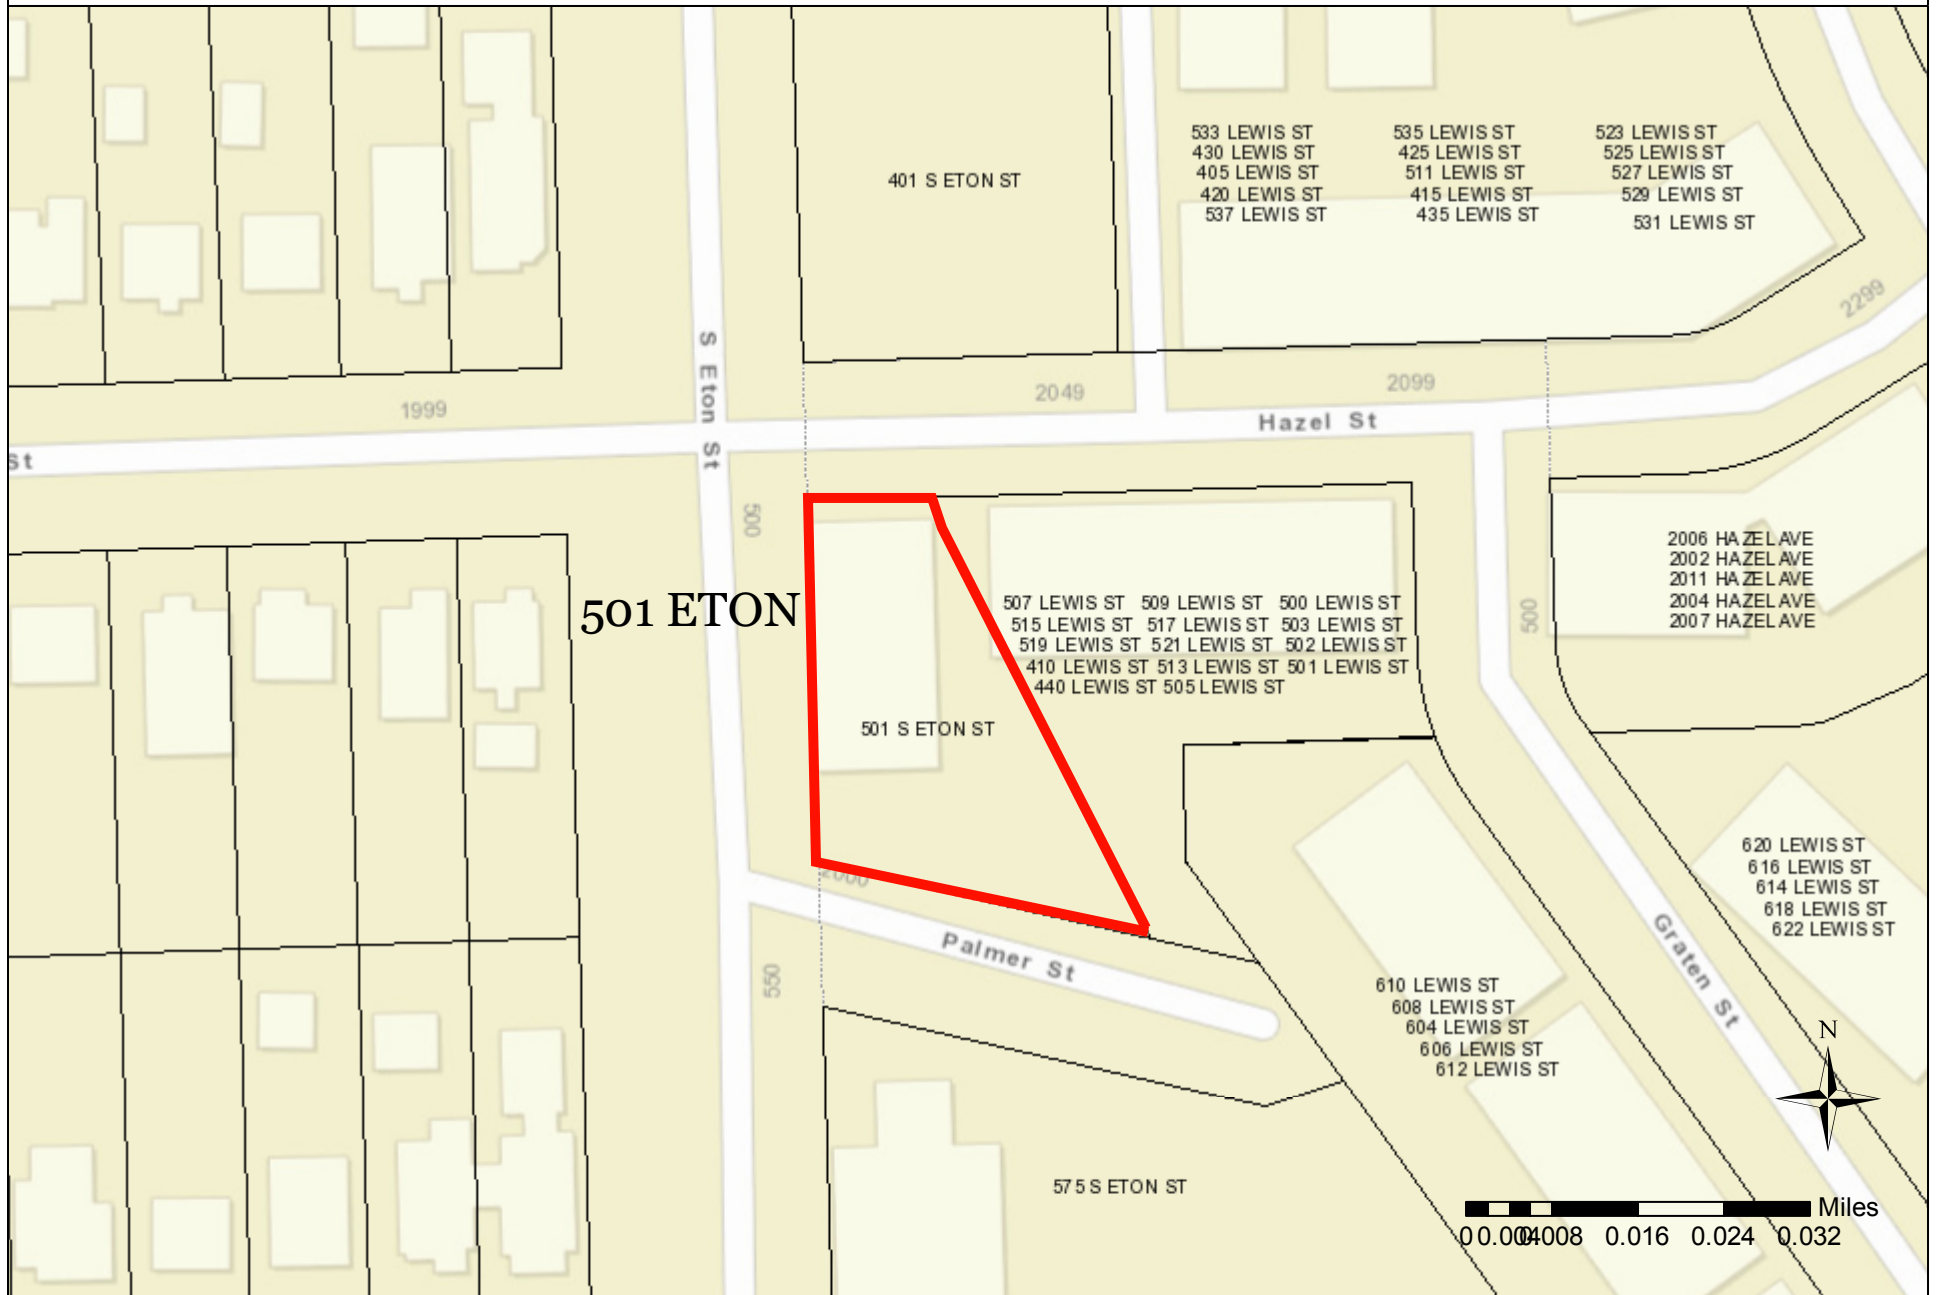 533 LEWIS ST 535 LEWIS ST 523 LEWIS ST
430 LEWIS ST 425 LEWIS ST 525 LEWIS ST
405 LEWIS ST 511 LEWIS ST 527 LEWIS ST
420 LEWIS ST 415 LEWIS ST 529 LEWIS ST
537 LEWIS ST 435 LEWIS ST 531 LEWIS ST
401 S ETON ST
2299
S Eton St
1999
2049
2099
Hazel St
St
500
501 ETON
507 LEWIS ST 509 LEWIS ST 500 LEWIS ST
515 LEWIS ST 517 LEWIS ST 503 LEWIS ST
519 LEWIS ST 521 LEWIS ST 502 LEWIS ST
410 LEWIS ST 513 LEWIS ST 501 LEWIS ST
440 LEWIS ST 505 LEWIS ST
500
2006 HAZEL AVE
2002 HAZEL AVE
2011 HAZEL AVE
2004 HAZEL AVE
2007 HAZEL AVE
501 S ETON ST
2000
Palmer St
550
620 LEWIS ST
616 LEWIS ST
614 LEWIS ST
618 LEWIS ST
622 LEWIS ST
Graten St
610 LEWIS ST
608 LEWIS ST
604 LEWIS ST
606 LEWIS ST
612 LEWIS ST
N
575 S ETON ST
Miles
0 0.004 0.008 0.016 0.024 0.032